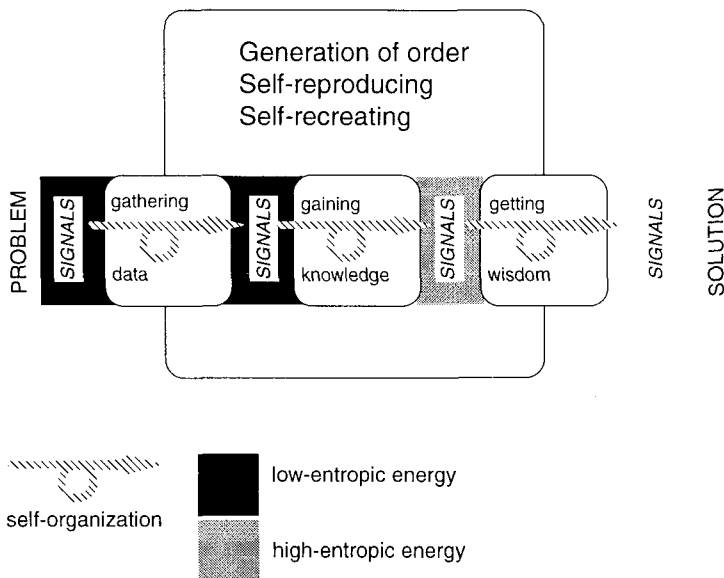 Generation of order
Self-reproducing
Self-recreating
PROBLEM
SIGNALS
gathering
data
SIGNALS
gaining
knowledge
SIGNALS
getting
wisdom
SIGNALS
SOLUTION
self-organization
low-entropic energy
high-entropic energy